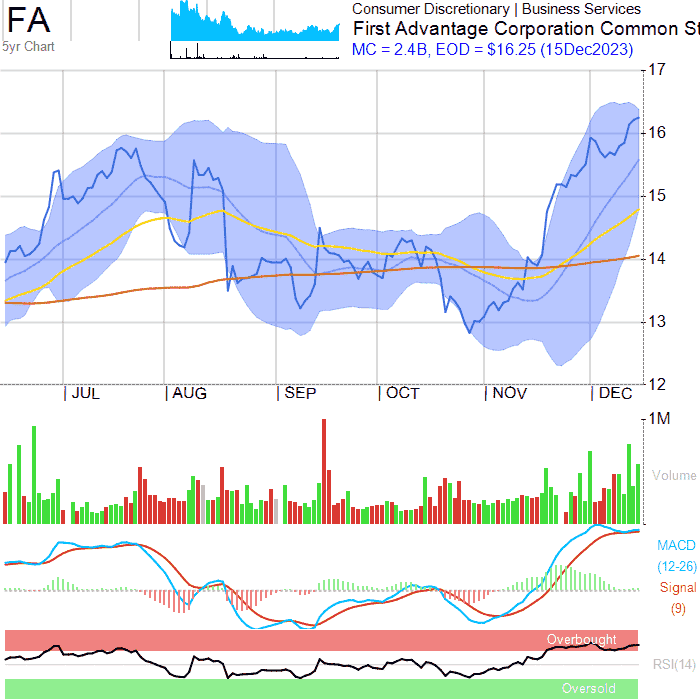 FA
5yr Chart
Consumer Discretionary | Business Services
First Advantage Corporation Common St
MC = 2.4B, EOD = $16.25 (15Dec2023)
17
16
15
14
13
12
| JUL | AUG | SEP | OCT | NOV | DEC
1M
Volume
MACD
(12-26)
Signal
(9)
Overbought
RSI(14)
Oversold